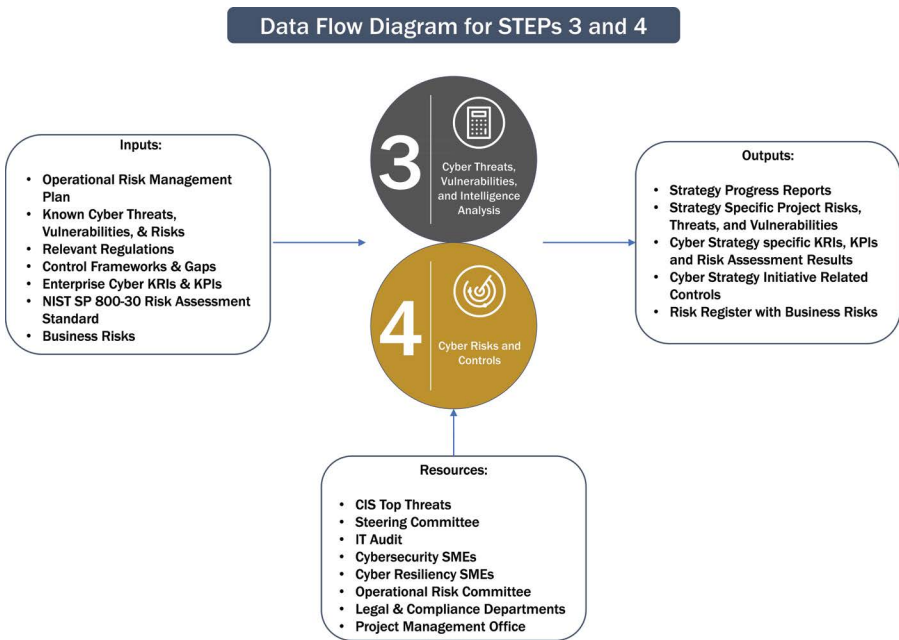 Data Flow Diagram for STEPs 3 and 4
3
Cyber Threats,
Vulnerabilities,
and Intelligence
Analysis
Inputs:
• Operational Risk Management
Plan
• Known Cyber Threats,
Vulnerabilities, & Risks
• Relevant Regulations
• Control Frameworks & Gaps
• Enterprise Cyber KRIs & KPIs
• NIST SP 800-30 Risk Assessment
Standard
• Business Risks
4
Cyber Risks and
Controls
Outputs:
• Strategy Progress Reports
• Strategy Specific Project Risks,
Threats, and Vulnerabilities
• Cyber Strategy specific KRIs, KPIs
and Risk Assessment Results
• Cyber Strategy Initiative Related
Controls
• Risk Register with Business Risks
Resources:
• CIS Top Threats
• Steering Committee
• IT Audit
• Cybersecurity SMEs
• Cyber Resiliency SMEs
• Operational Risk Committee
• Legal & Compliance Departments
• Project Management Office